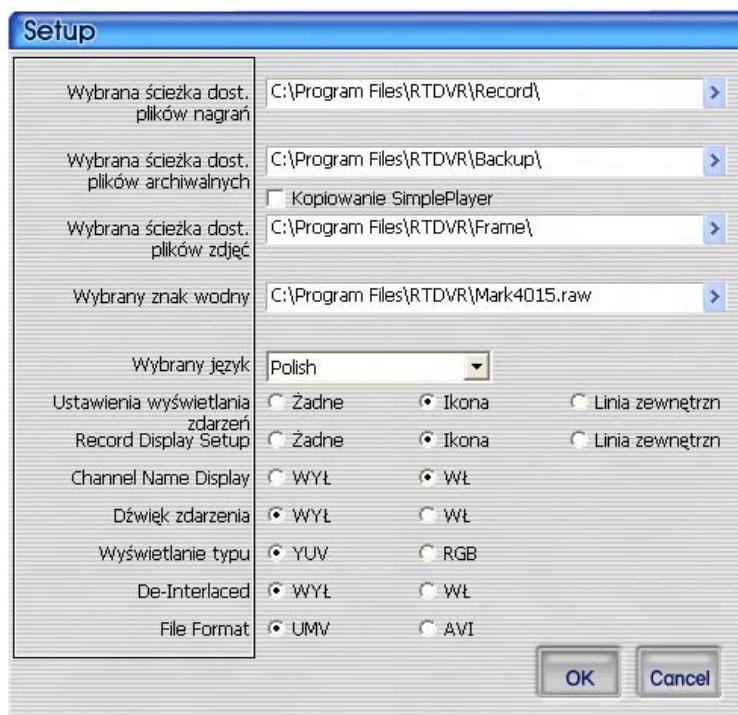 Setup
Wybrana ścieżka dost.
plików nagrań
C:\Program Files\RTDVR\Record\
Wybrana ścieżka dost.
plików archiwalnych
C:\Program Files\RTDVR\Backup\
Kopiowanie SimplePlayer
Wybrana ścieżka dost.
plików zdjęć
C:\Program Files\RTDVR\Frame\
Wybrany znak wodny C:\Program Files\RTDVR\Mark4015.raw
Wybrany język Polish
Ustawienia wyświetlania
zdarzeń
Żadne Ikona Linia zewnętrzn
Record Display Setup Żadne Ikona Linia zewnętrzn
Channel Name Display WYŁ WŁ
Dźwięk zdarzenia WYŁ WŁ
Wyświetlanie typu YUV RGB
De-Interlaced WYŁ WŁ
File Format UMV AVI
OK Cancel